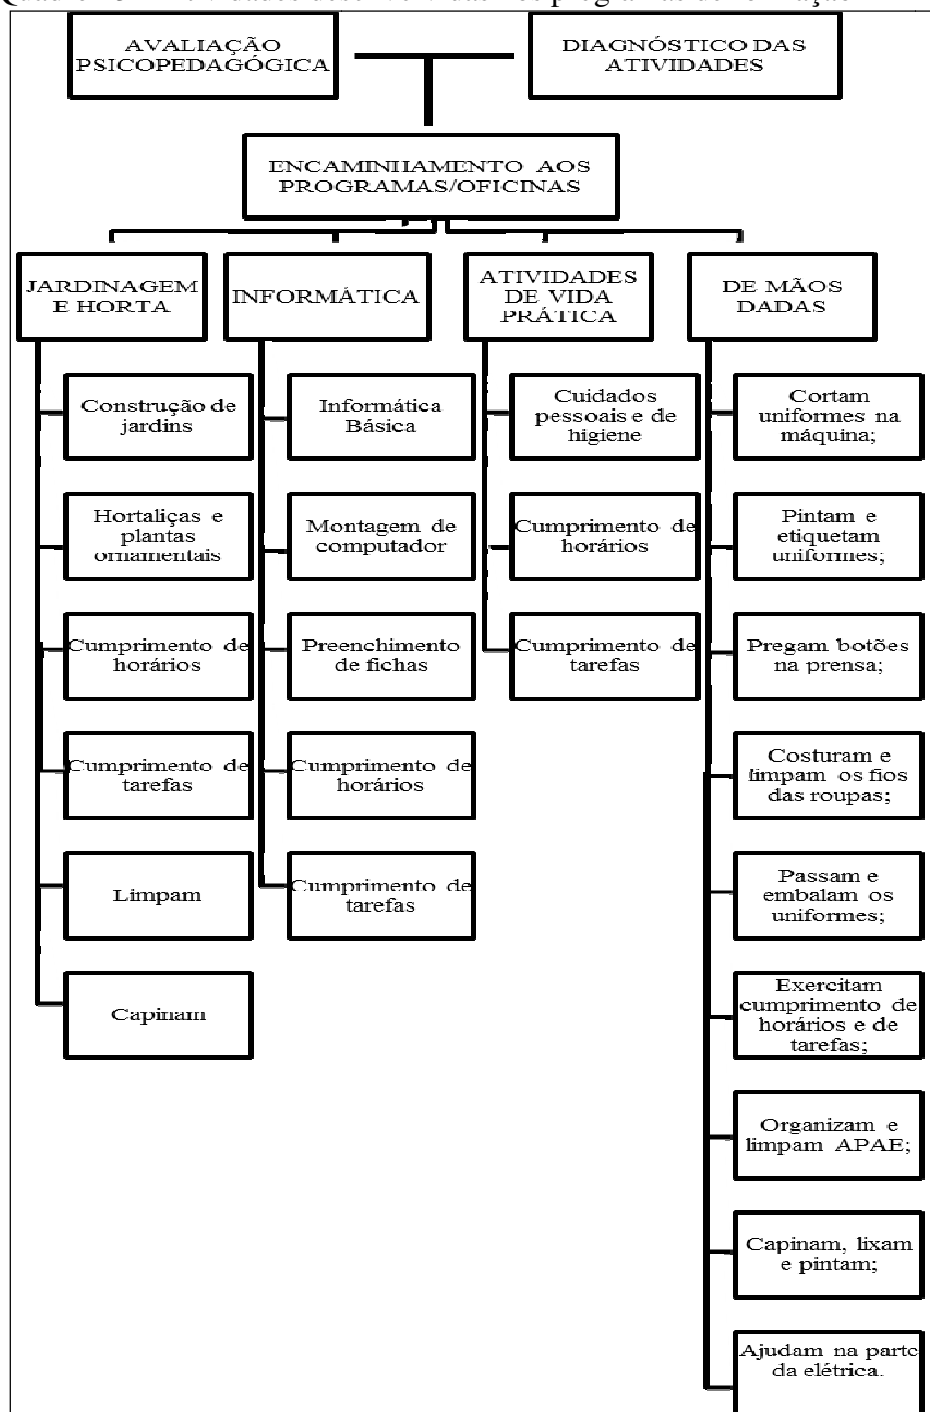 AVALIAÇÃO
PSICOPEDAGÓGICA
DIAGNÓSTICO DAS
ATIVIDADES
ENCAMINHAMENTO AOS
PROGRAMAS/OFICINAS
JARDINAGEM
E HORTA
INFORMÁTICA
ATIVIDADES
DE VIDA
PRÁTICA
DE MÃOS
DADAS
Construção de
jardins
Hortaliças e
plantas
ornamentais
Cumprimento de
horários
Cumprimento de
tarefas
Limpam
Capinam
Informática
Básica
Montagem de
computador
Preenchimento
de fichas
Cumprimento de
horários
Cumprimento de
tarefas
Cuidados
pessoais e de
higiene
Cumprimento de
horários
Cumprimento de
tarefas
Cortam
uniformes na
máquina;
Pintam e
etiquetam
uniformes;
Pregam botões
na prensa;
Costuram e
limpam os fios
das roupas;
Passam e
embalam os
uniformes;
Exercitam
cumprimento de
horários e de
tarefas;
Organizam e
limpam APAE;
Capinam, lixam
e pintam;
Ajudam na parte
da elétrica.